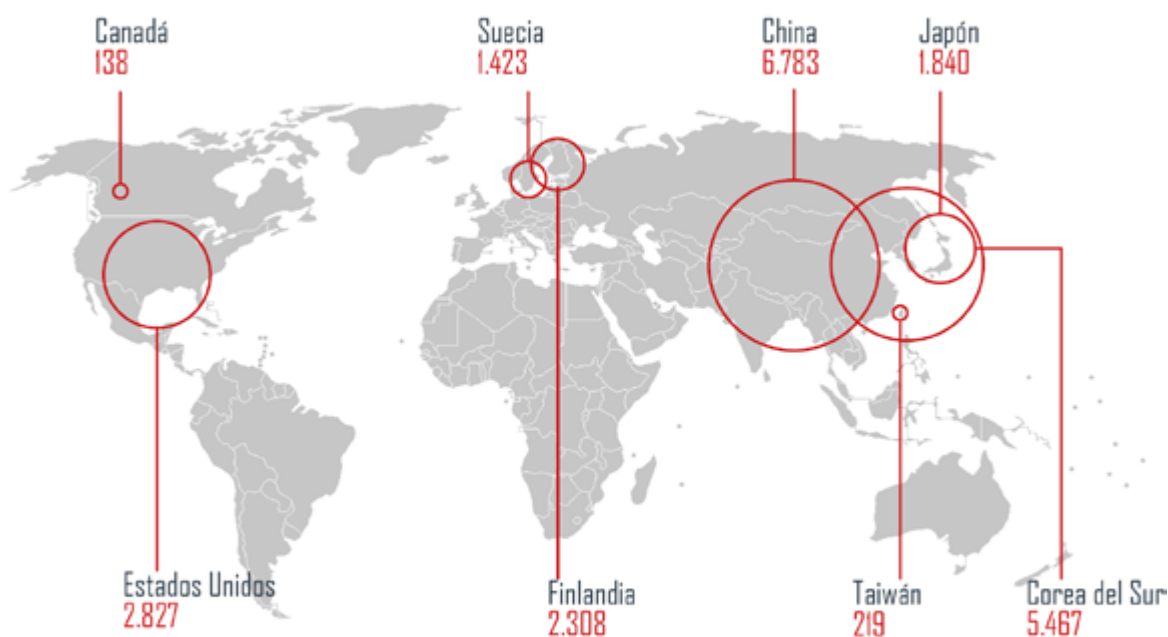 Canadá
138
Suecia
1.423
China
6.783
Japón
1.840
Estados Unidos
2.827
Finlandia
2.308
Taiwán
219
Corea del Sur
5.467